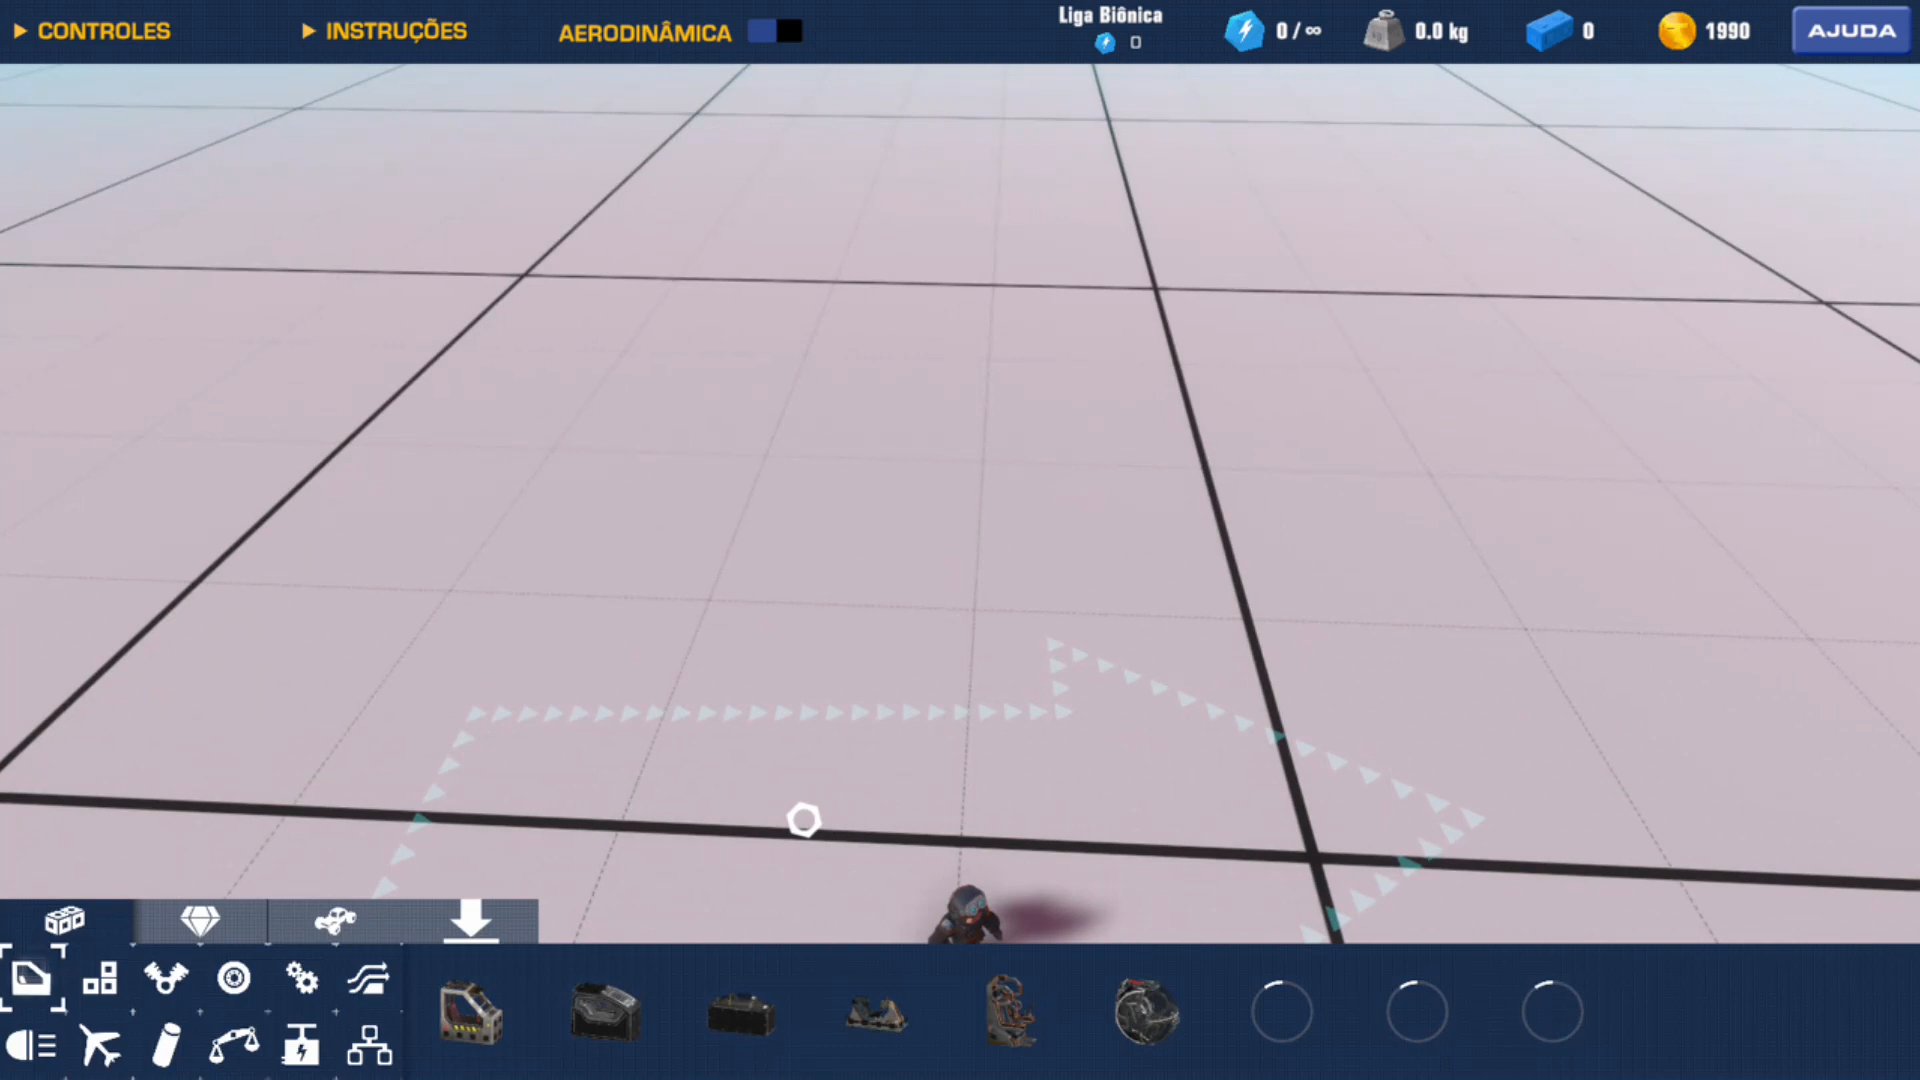 CONTROLES
INSTRUÇÕES
AERODINÂMICA
Liga Biônica
0
0 / ∞
0.0 kg
0
1990
AJUDA